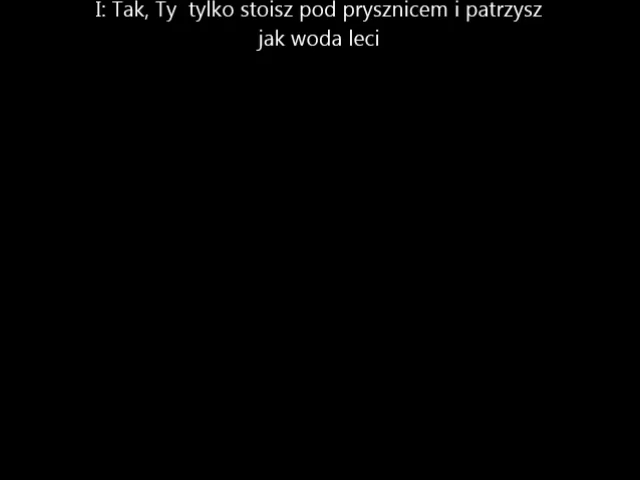 I: Tak, Ty  tylko stoisz pod prysznicem i patrzysz
jak woda leci